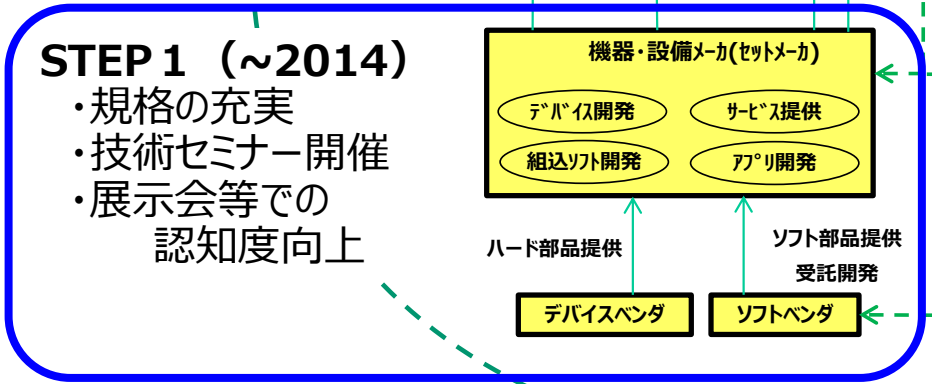 STEP１（~2014）
・規格の充実
・技術セミナー開催
・展示会等での
認知度向上
機器・設備ﾒｰｶ(ｾｯﾄﾒｰｶ)
ﾃﾞﾊﾞｲｽ開発
ｻｰﾋﾞｽ提供
組込ｿﾌﾄ開発
ｱﾌﾟﾘ開発
ハード部品提供
ソフト部品提供
受託開発
デバイスベンダ
ソフトベンダ